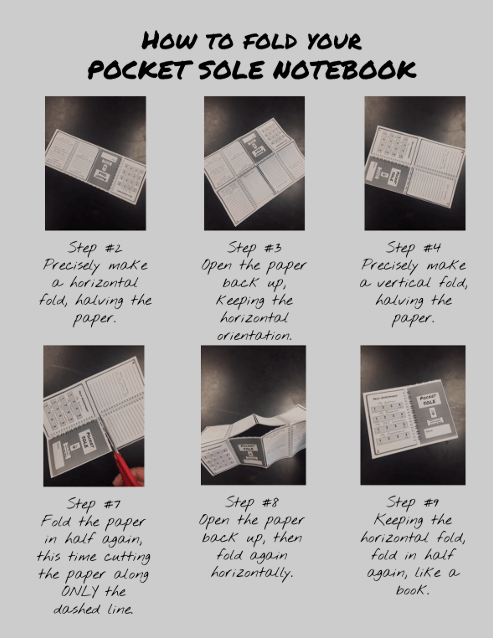 How to fold your
POCKET SOLE NOTEBOOK
Step #2
Precisely make
a horizontal
fold, halving the
paper.
Step #3
Open the paper
back up,
keeping the
horizontal
orientation.
Step #4
Precisely make
a vertical fold,
halving the
paper.
Step #7
Fold the paper
in half again,
this time cutting
the paper along
ONLY the
dashed line.
Step #8
Open the paper
back up, then
fold again
horizontally.
Step #9
Keeping the
horizontal fold,
fold in half
again, like a
book.
POCKET
SOLE